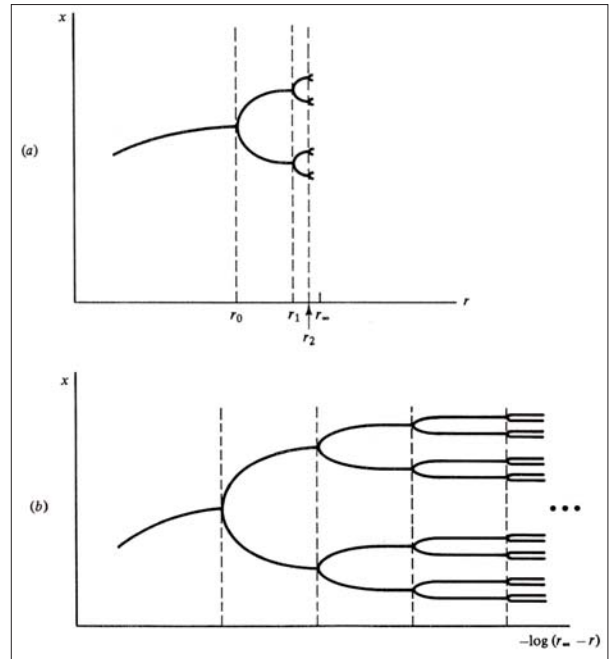 x
(a)
r
r₀ r₁ r∞
r₂
x
(b)
−log (r∞ − r)